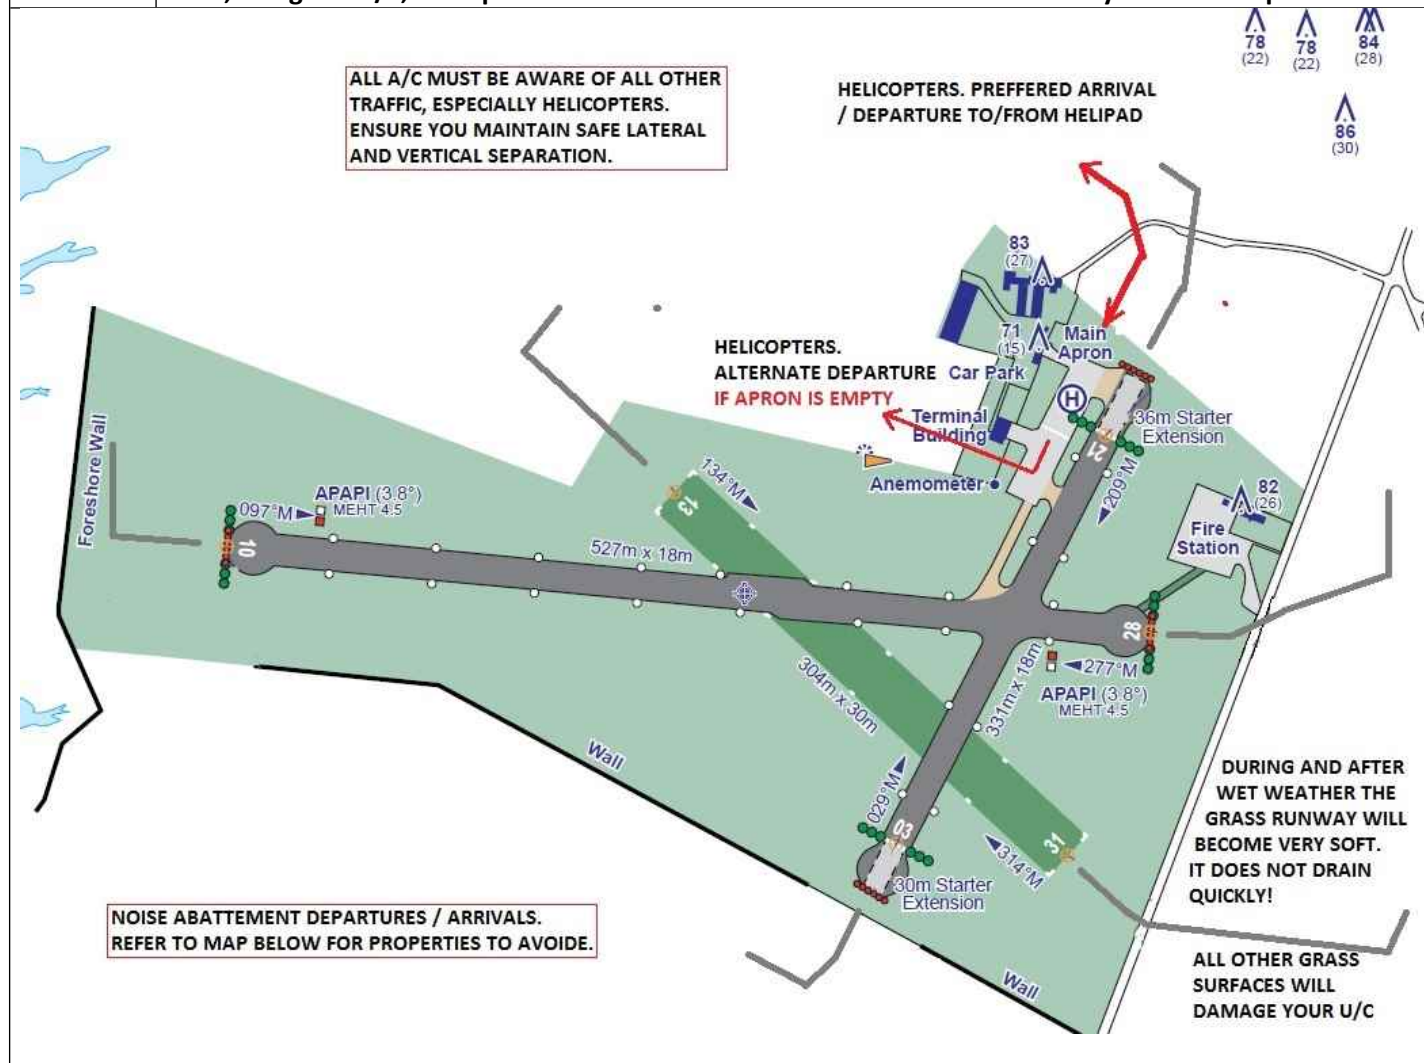 78
(22)
78
(22)
84
(28)
86
(30)
ALL A/C MUST BE AWARE OF ALL OTHER
TRAFFIC, ESPECIALLY HELICOPTERS.
ENSURE YOU MAINTAIN SAFE LATERAL
AND VERTICAL SEPARATION.
HELICOPTERS. PREFFERED ARRIVAL
/ DEPARTURE TO/FROM HELIPAD
83
(27)
71
(15)
Main
Apron
HELICOPTERS.
ALTERNATE DEPARTURE
IF APRON IS EMPTY
Car Park
H
Terminal
Building
36m Starter
Extension
21
209°M
Anemometer
82
(26)
Fire
Station
Foreshore Wall
APAPI (3.8°)
MEHT 4.5
097°M
10
134°M
13
527m x 18m
28
277°M
APAPI (3.8°)
MEHT 4.5
304m x 30m
331m x 18m
Wall
029°M
03
31
314°M
30m Starter
Extension
DURING AND AFTER
WET WEATHER THE
GRASS RUNWAY WILL
BECOME VERY SOFT.
IT DOES NOT DRAIN
QUICKLY!
NOISE ABATTEMENT DEPARTURES / ARRIVALS.
REFER TO MAP BELOW FOR PROPERTIES TO AVOIDE.
ALL OTHER GRASS
SURFACES WILL
DAMAGE YOUR U/C
Wall